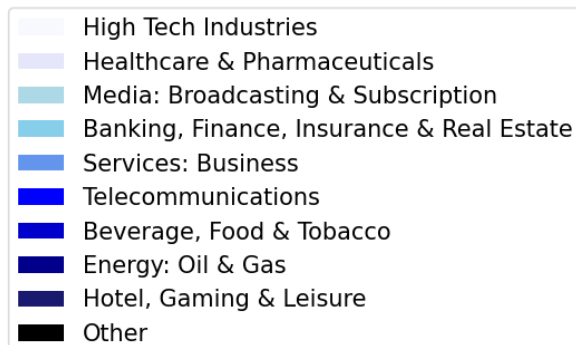 High Tech Industries
Healthcare & Pharmaceuticals
Media: Broadcasting & Subscription
Banking, Finance, Insurance & Real Estate
Services: Business
Telecommunications
Beverage, Food & Tobacco
Energy: Oil & Gas
Hotel, Gaming & Leisure
Other